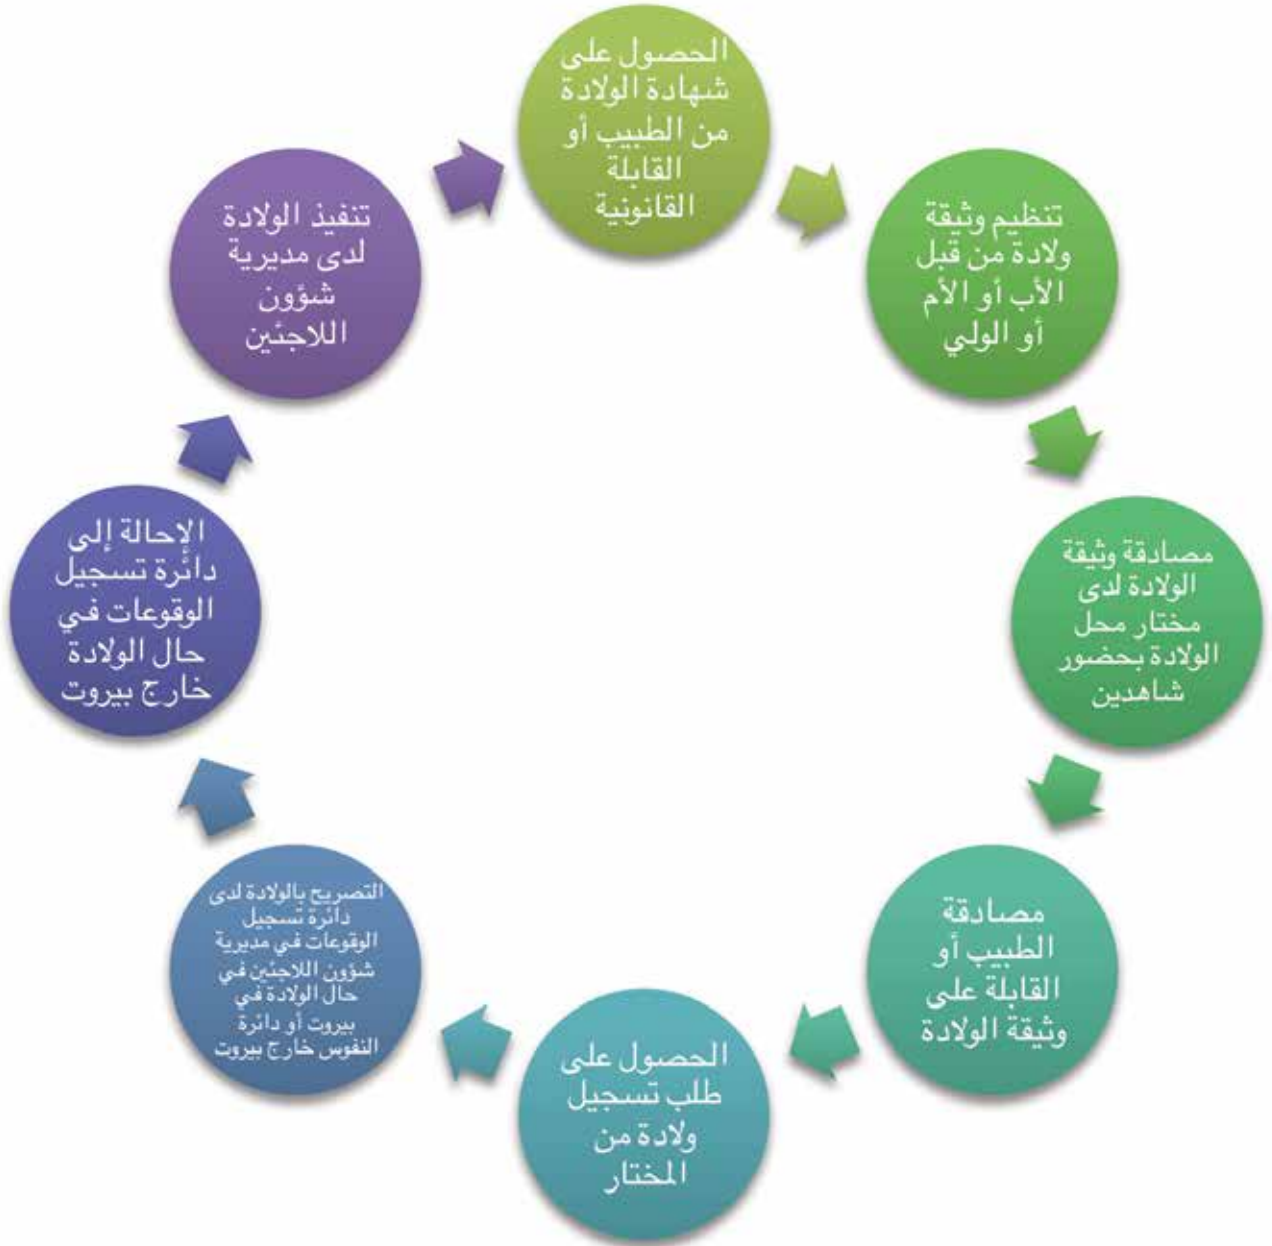 الحصول على
شهادة الولادة
من الطبيب أو
القابلة
القانونية
تنظيم وثيقة
ولادة من قبل
الأب أو الأم
أو الولي
مصادقة وثيقة
الولادة لدى
مختار محل
الولادة بحضور
شاهدين
مصادقة
الطبيب أو
القابلة على
وثيقة الولادة
الحصول على
طلب تسجيل
ولادة من
المختار
التصريح بالولادة لدى
دائرة تسجيل
الوقوعات في مديرية
شؤون اللاجئين في
حال الولادة في
بيروت أو دائرة
النفوس خارج بيروت
الإحالة إلى
دائرة تسجيل
الوقوعات في
حال الولادة
خارج بيروت
تنفيذ الولادة
لدى مديرية
شؤون
اللاجئين